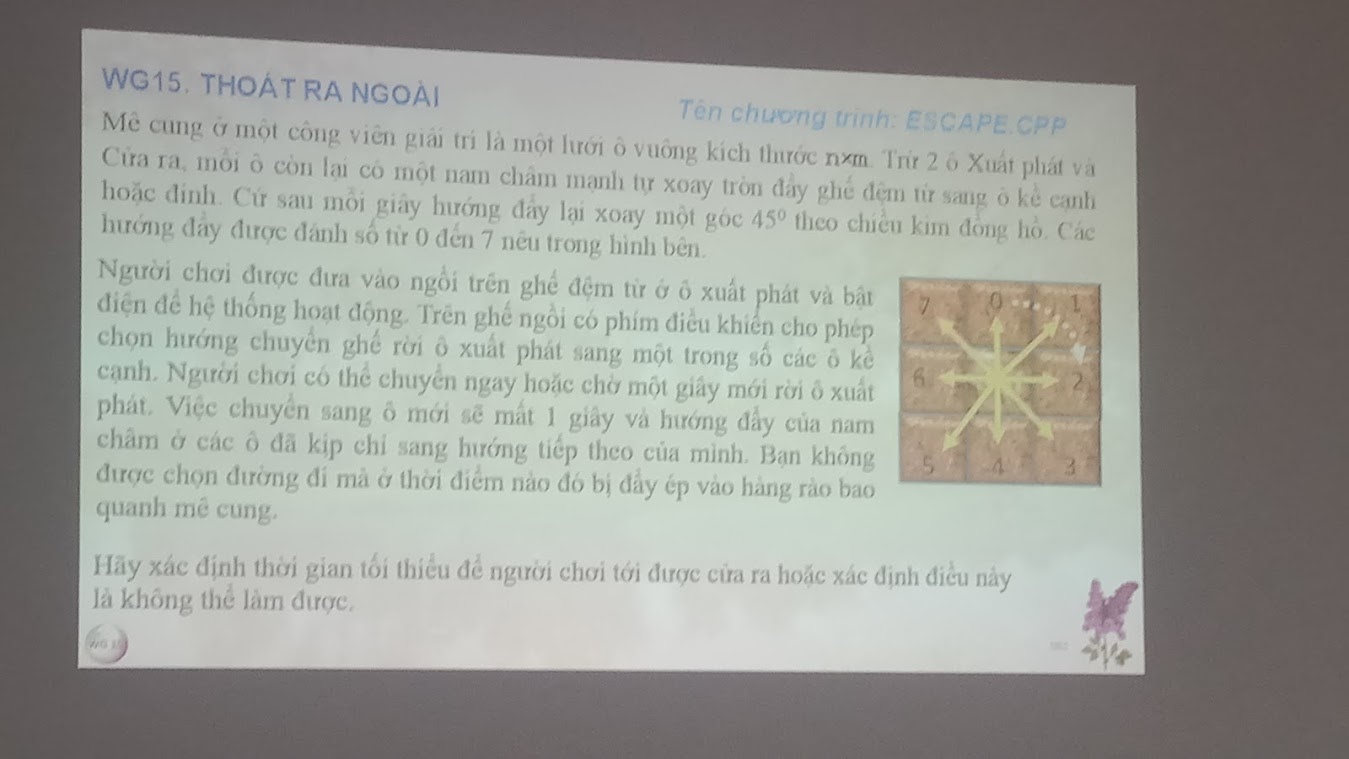 WG15. THOÁT RA NGOÀI
Tên chương trình: ESCAPE.CPP
Mê cung ở một công viên giải trí là một lưới ô vuông kích thước n×m. Trừ 2 ô Xuất phát và
Cửa ra, mỗi ô còn lại có một nam châm mạnh tự xoay tròn đẩy ghế đệm từ sang ô kề cạnh
hoặc đỉnh. Cứ sau mỗi giây hướng đẩy lại xoay một góc 45⁰ theo chiều kim đồng hồ. Các
hướng đẩy được đánh số từ 0 đến 7 nêu trong hình bên.
Người chơi được đưa vào ngồi trên ghế đệm từ ở ô xuất phát và bật
điện để hệ thống hoạt động. Trên ghế ngồi có phím điều khiển cho phép
chọn hướng chuyển ghế rời ô xuất phát sang một trong số các ô kề
cạnh. Người chơi có thể chuyển ngay hoặc chờ một giây mới rời ô xuất
phát. Việc chuyển sang ô mới sẽ mất 1 giây và hướng đẩy của nam
châm ở các ô đã kịp chỉ sang hướng tiếp theo của mình. Bạn không
được chọn đường đi mà ở thời điểm nào đó bị đẩy ép vào hàng rào bao
quanh mê cung.
7 0 1
6 2
5 4 3
Hãy xác định thời gian tối thiểu để người chơi tới được cửa ra hoặc xác định điều này
là không thể làm được.